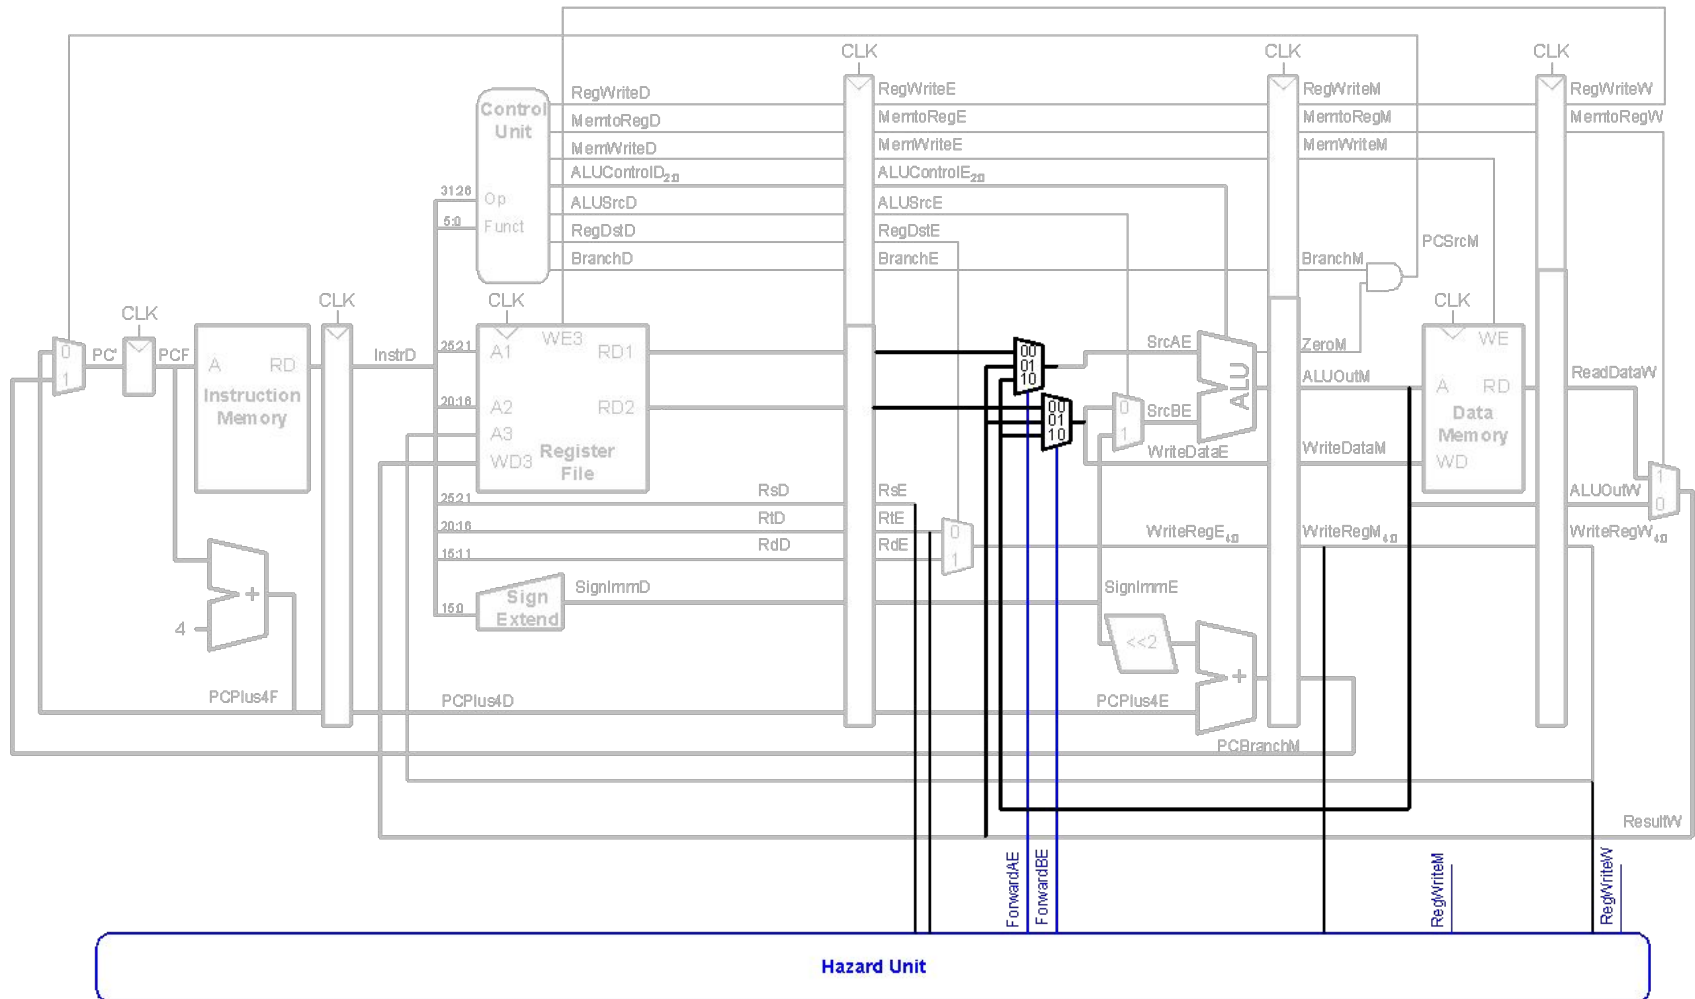 CLK CLK CLK
RegWriteD RegWriteE RegWriteM RegWriteW
Control Unit
MemtoRegD MemtoRegE MemtoRegM MemtoRegW
MemWriteD MemWriteE MemWriteM
ALUControlD2:0 ALUControlE2:0
31:26 Op
ALUSrcD ALUSrcE
5:0 Funct
RegDstD RegDstE
PCSrcM
BranchD BranchE BranchM
CLK CLK CLK CLK
WE3
0 1 PC' PCF
A RD
Instruction Memory
InstrD
25:21 A1 RD1
00 01 10
SrcAE
ALU
ZeroM
WE
ALUOutM
A RD
ReadDataW
20:16 A2 RD2
00 01 10
0 1
SrcBE
Data Memory
A3
WD3
Register File
WriteDataE WriteDataM WD
1 0
25:21 RsD RsE
ALUOutW
20:16 RtD RtE
0 1
WriteRegE4:0 WriteRegM4:0 WriteRegW4:0
15:11 RdD RdE
SignImmD SignImmE
15:0 Sign Extend
+
4
<<2
+
PCPlus4F PCPlus4D PCPlus4E
PCBranchM
ResultW
ForwardAE
ForwardBE
RegWriteM
RegWriteW
Hazard Unit